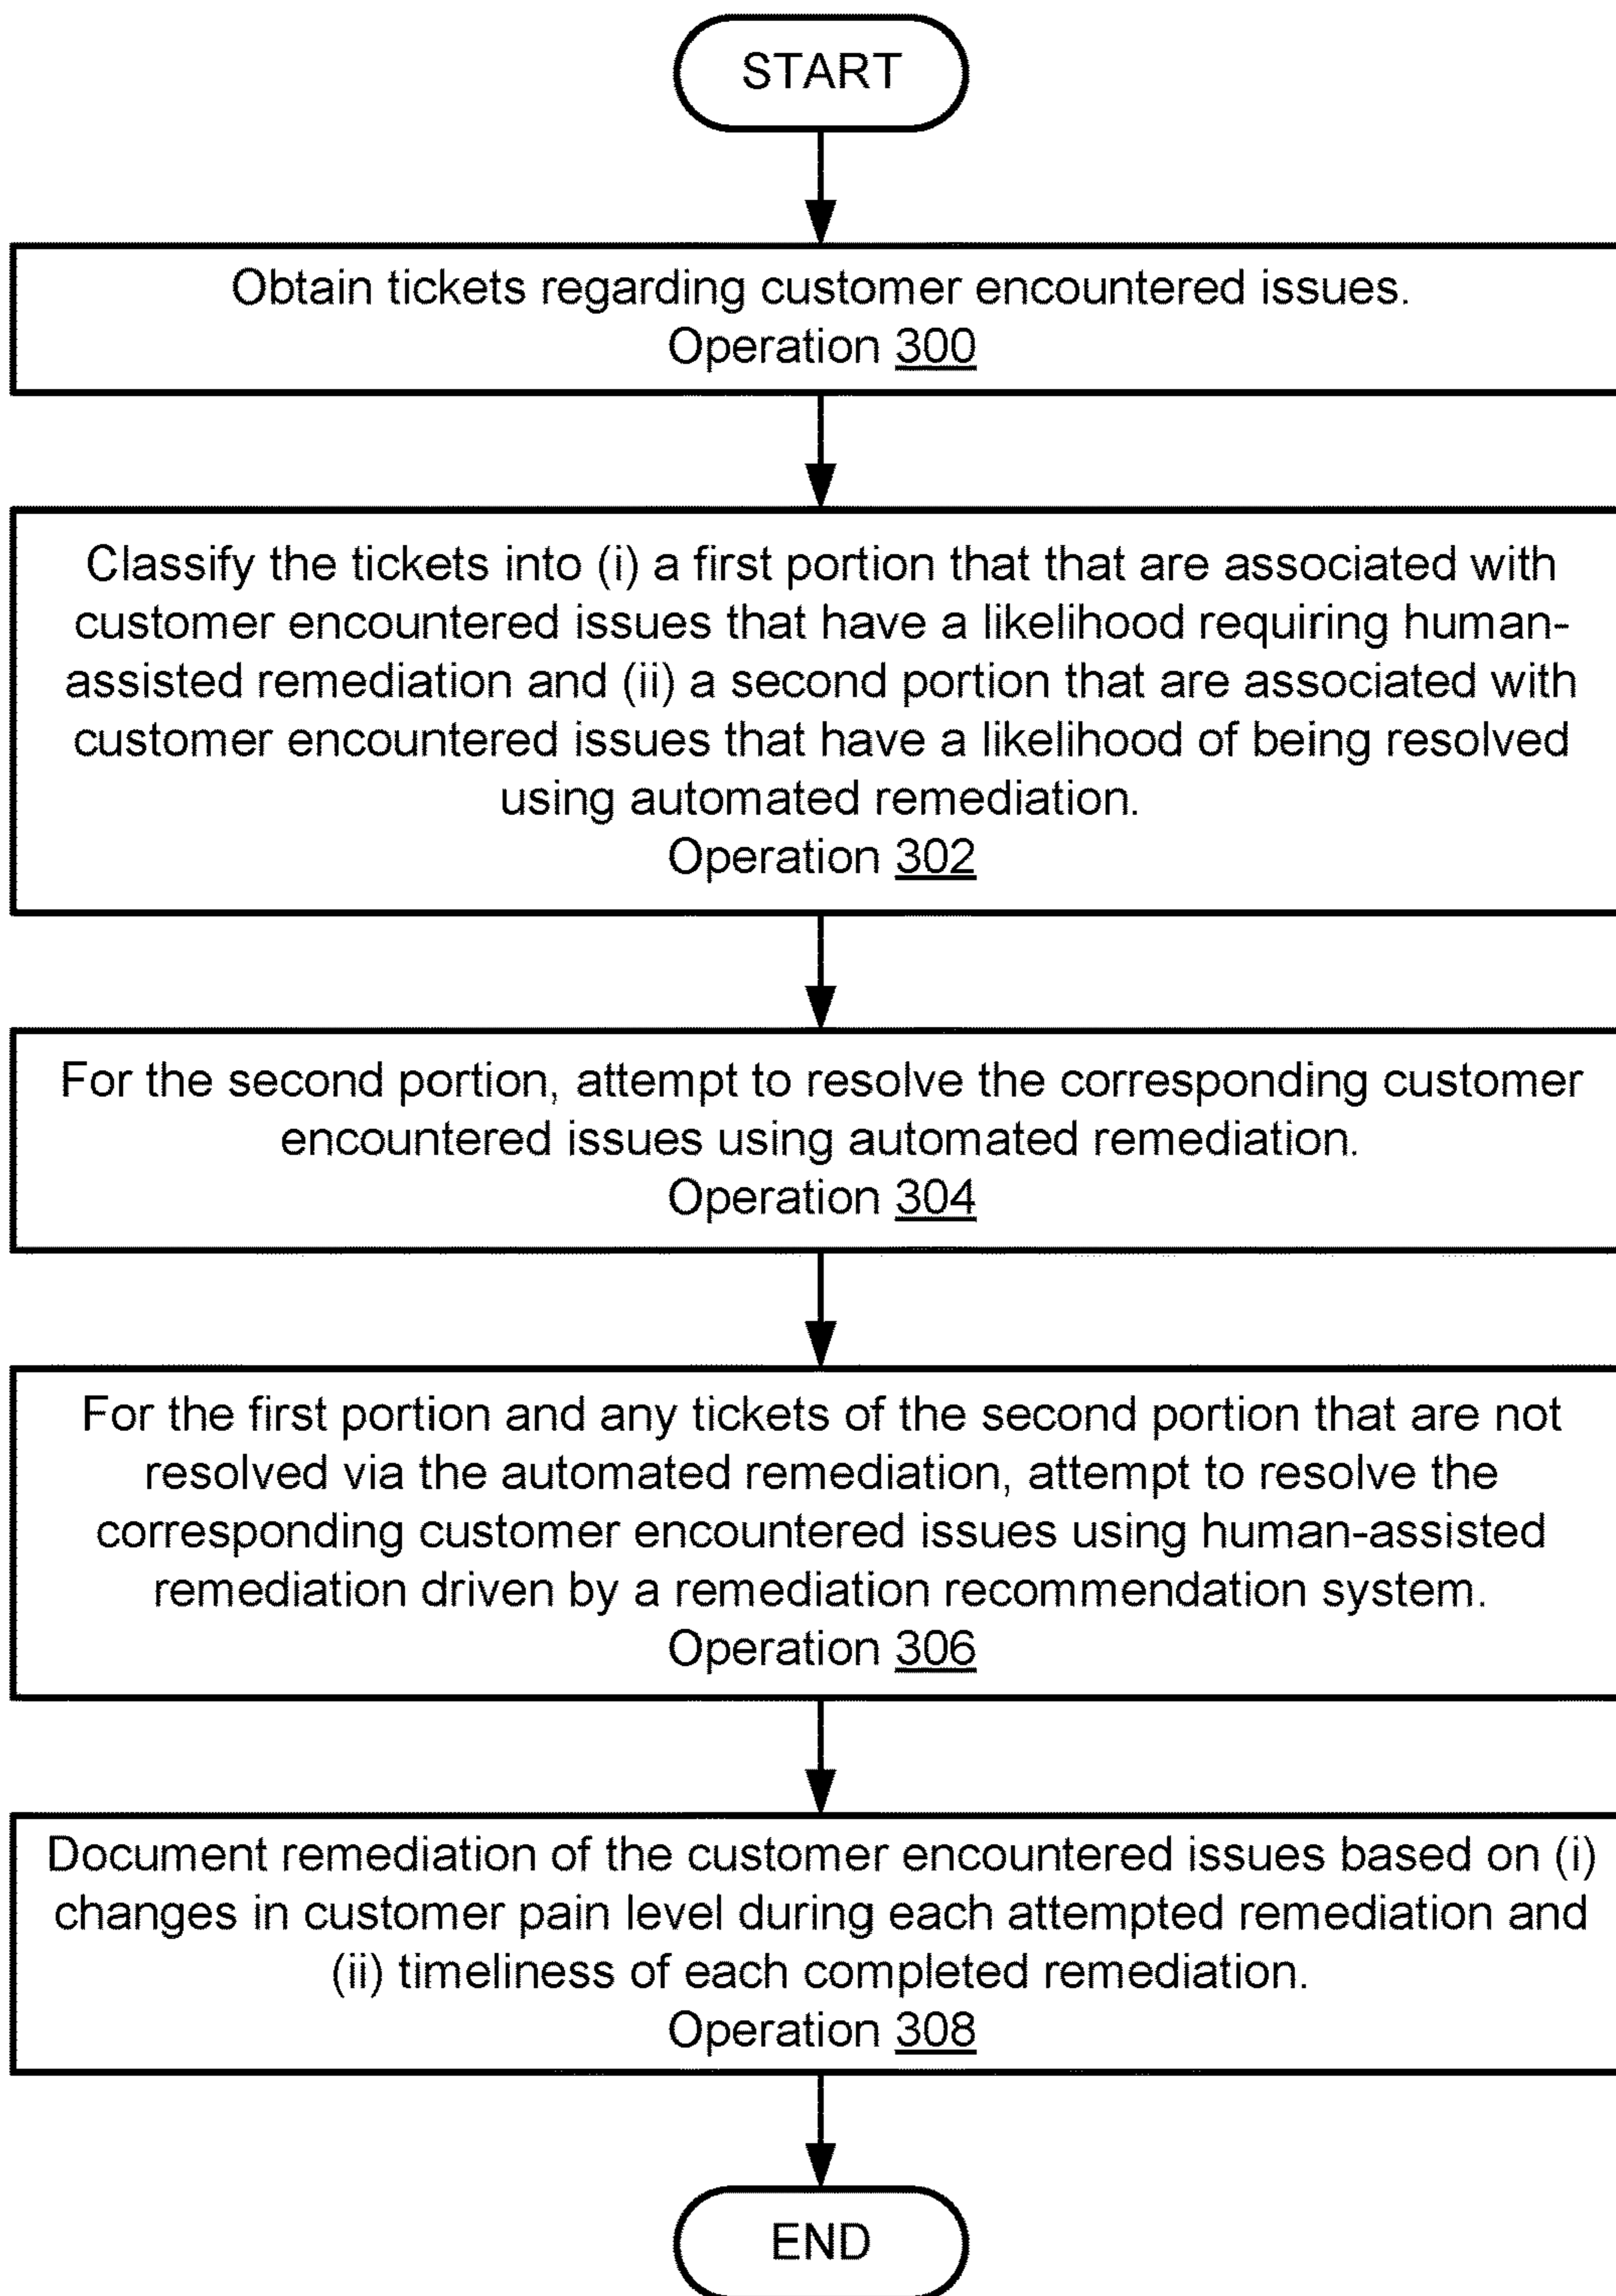 START
Obtain tickets regarding customer encountered issues.
Operation 300
Classify the tickets into (i) a first portion that that are associated with
customer encountered issues that have a likelihood requiring human-
assisted remediation and (ii) a second portion that are associated with
customer encountered issues that have a likelihood of being resolved
using automated remediation.
Operation 302
For the second portion, attempt to resolve the corresponding customer
encountered issues using automated remediation.
Operation 304
For the first portion and any tickets of the second portion that are not
resolved via the automated remediation, attempt to resolve the
corresponding customer encountered issues using human-assisted
remediation driven by a remediation recommendation system.
Operation 306
Document remediation of the customer encountered issues based on (i)
changes in customer pain level during each attempted remediation and
(ii) timeliness of each completed remediation.
Operation 308
END